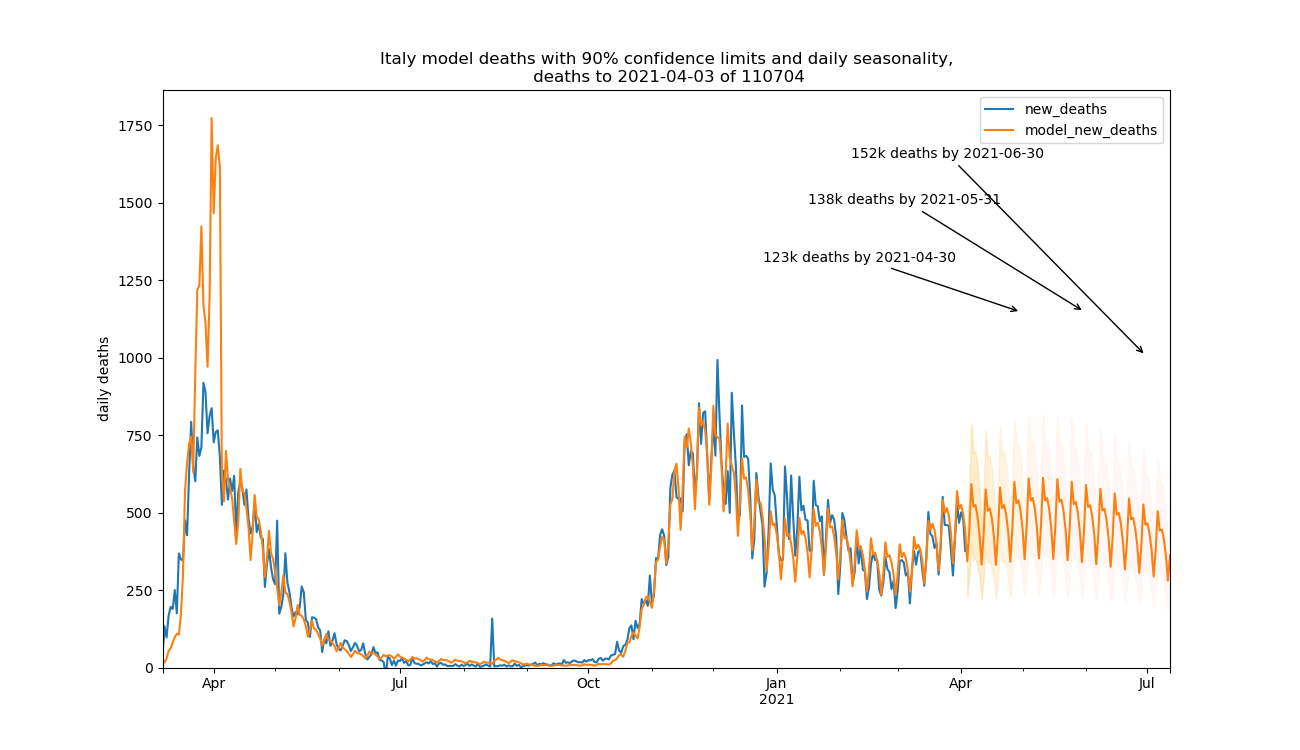 Italy model deaths with 90% confidence limits and daily seasonality,
deaths to 2021-04-03 of 110704
new_deaths
model_new_deaths
152k deaths by 2021-06-30
138k deaths by 2021-05-31
123k deaths by 2021-04-30
daily deaths
1750
1500
1250
1000
750
500
250
0
Apr
Jul
Oct
Jan
2021
Apr
Jul